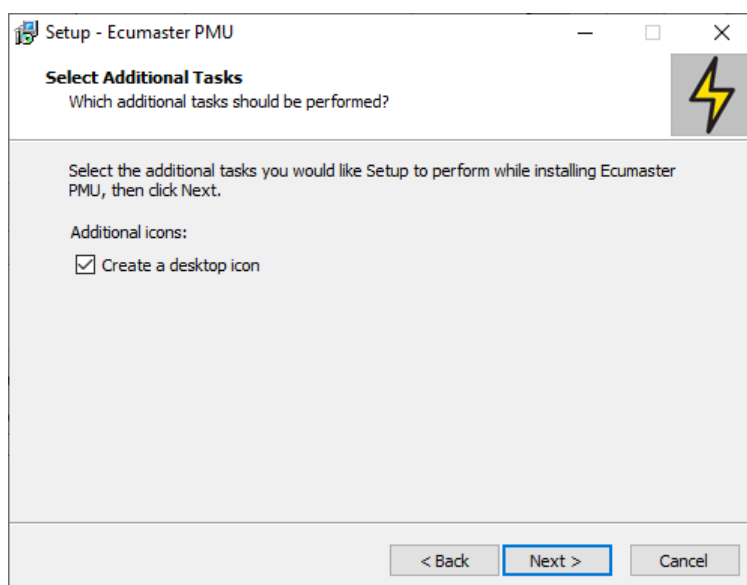 Setup - Ecumaster PMU
Select Additional Tasks
Which additional tasks should be performed?
Select the additional tasks you would like Setup to perform while installing Ecumaster
PMU, then click Next.
Additional icons:
Create a desktop icon
< Back Next > Cancel